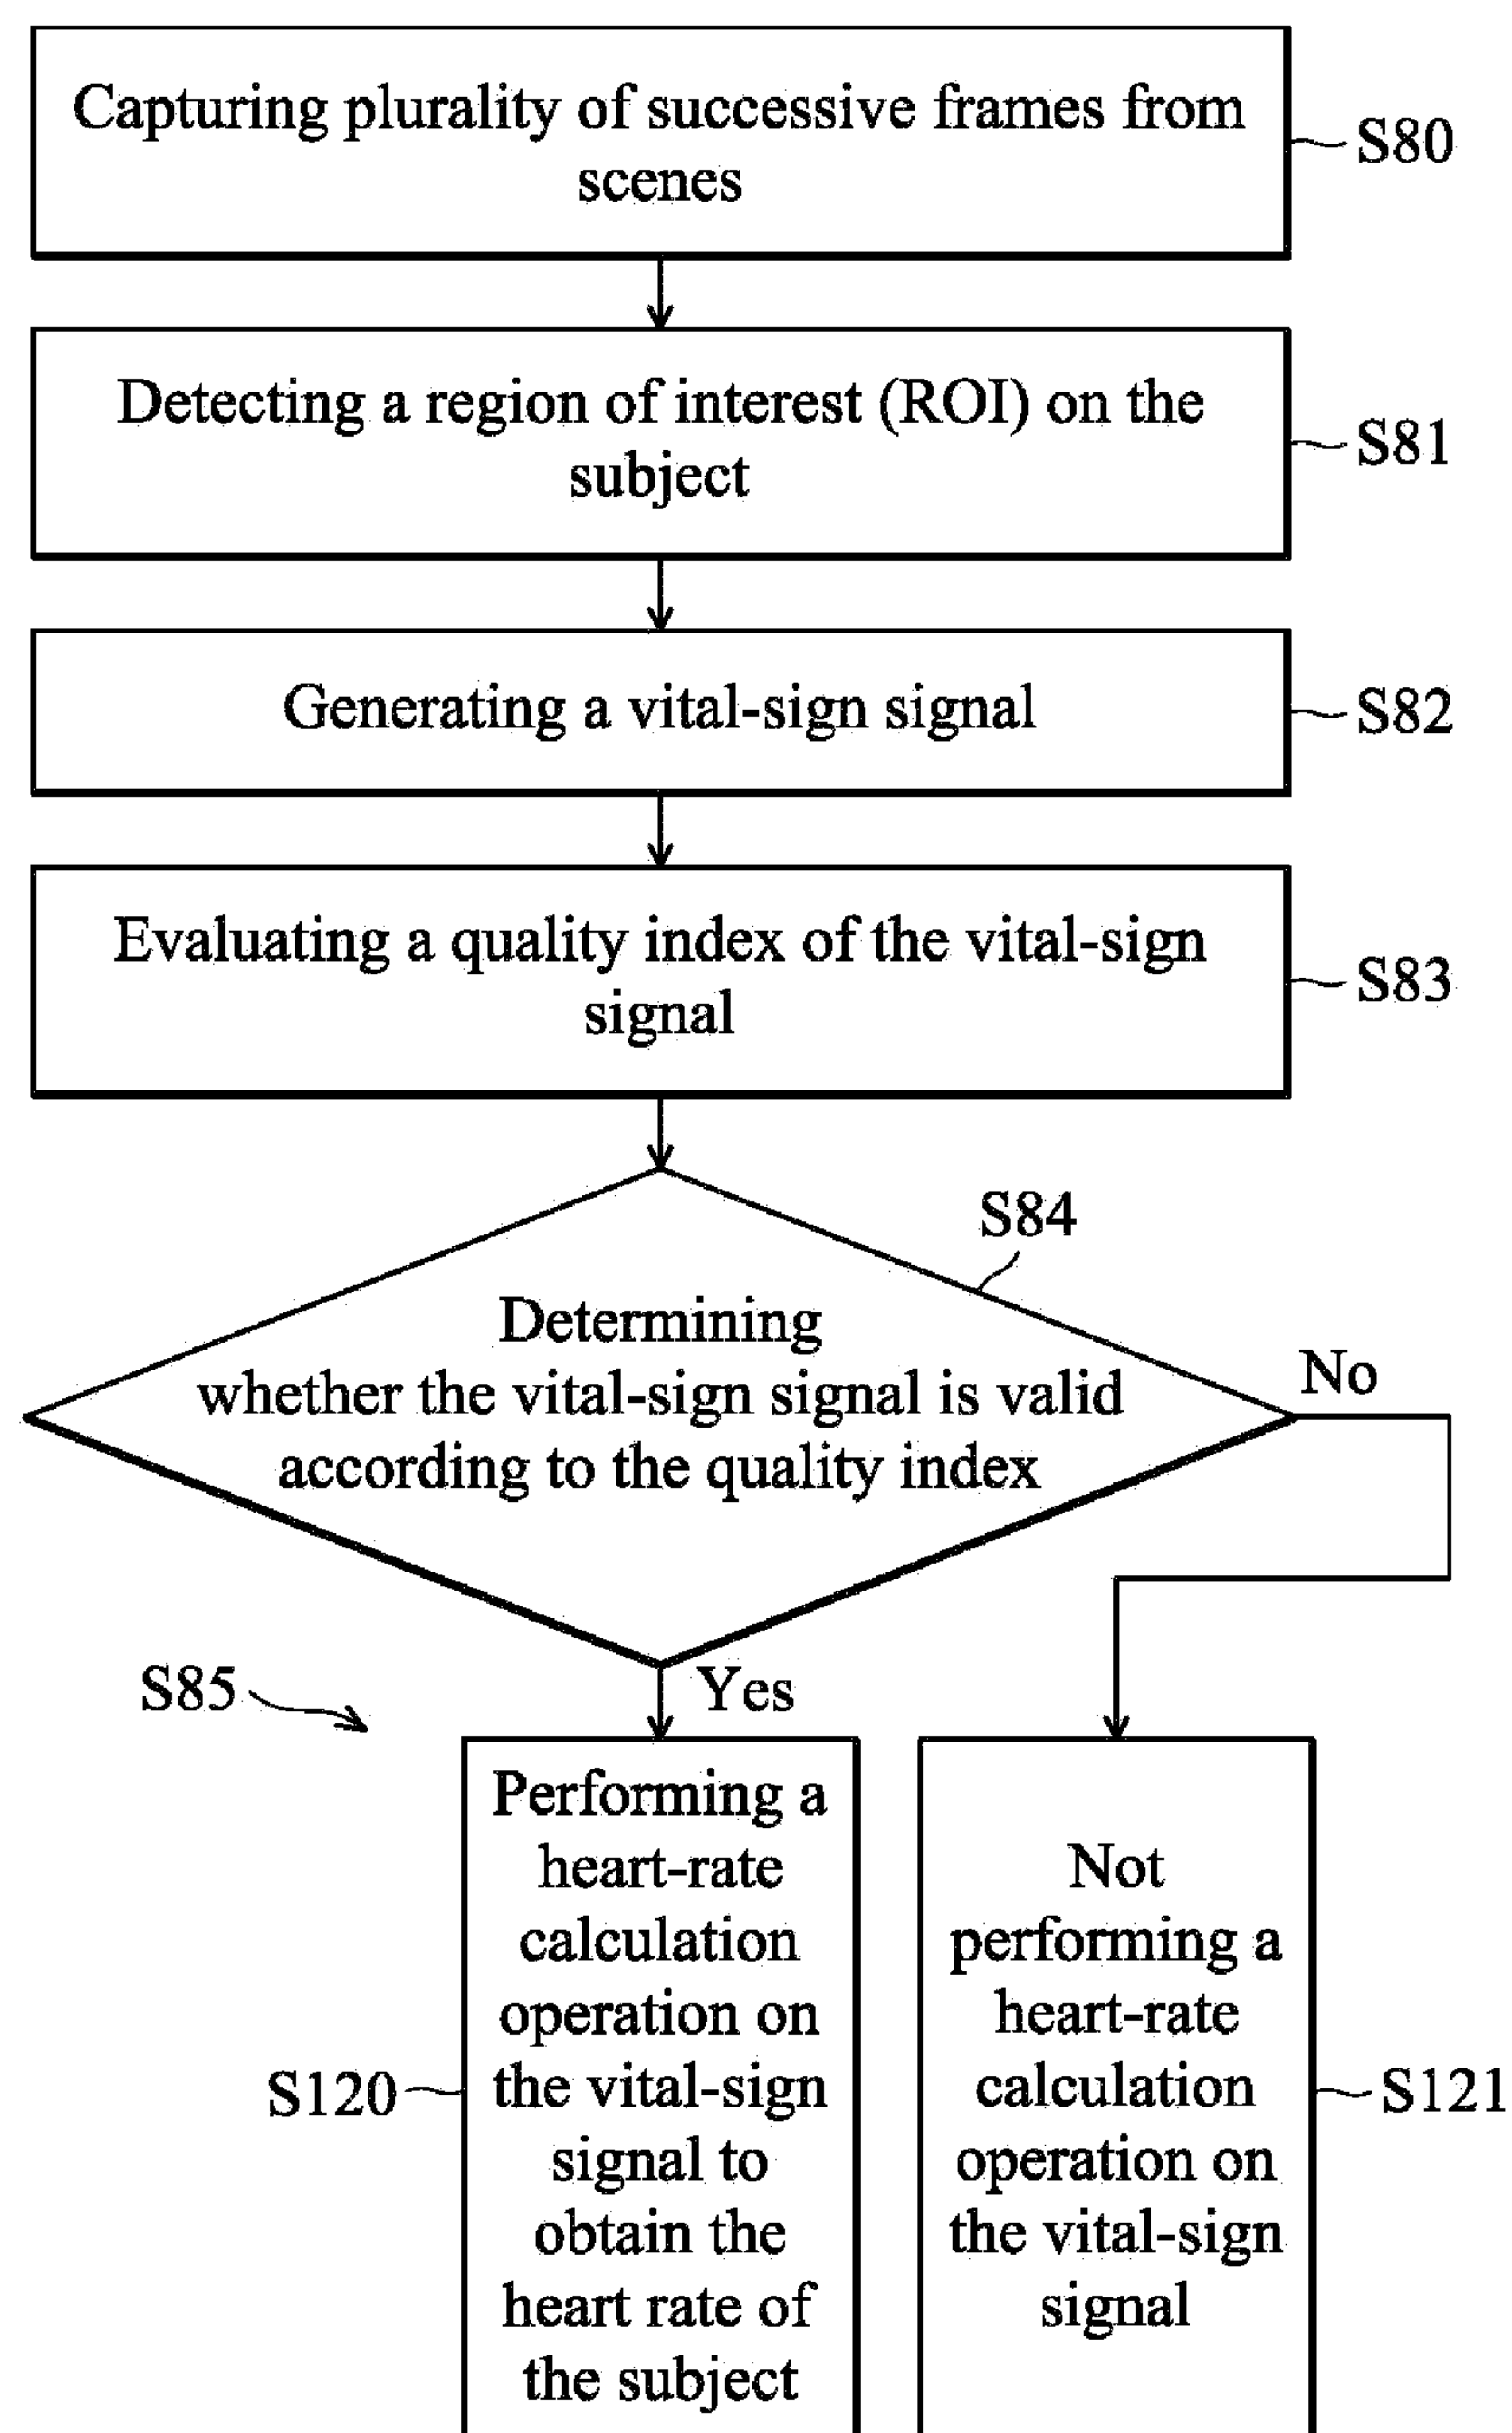 Capturing plurality of successive frames from
scenes
S80
Detecting a region of interest (ROI) on the
subject
S81
Generating a vital-sign signal
S82
Evaluating a quality index of the vital-sign
signal
S83
S84
Determining
whether the vital-sign signal is valid
according to the quality index
No
S85
Yes
Performing a
heart-rate
calculation
operation on
the vital-sign
signal to
obtain the
heart rate of
the subject
S120
Not
performing a
heart-rate
calculation
operation on
the vital-sign
signal
S121